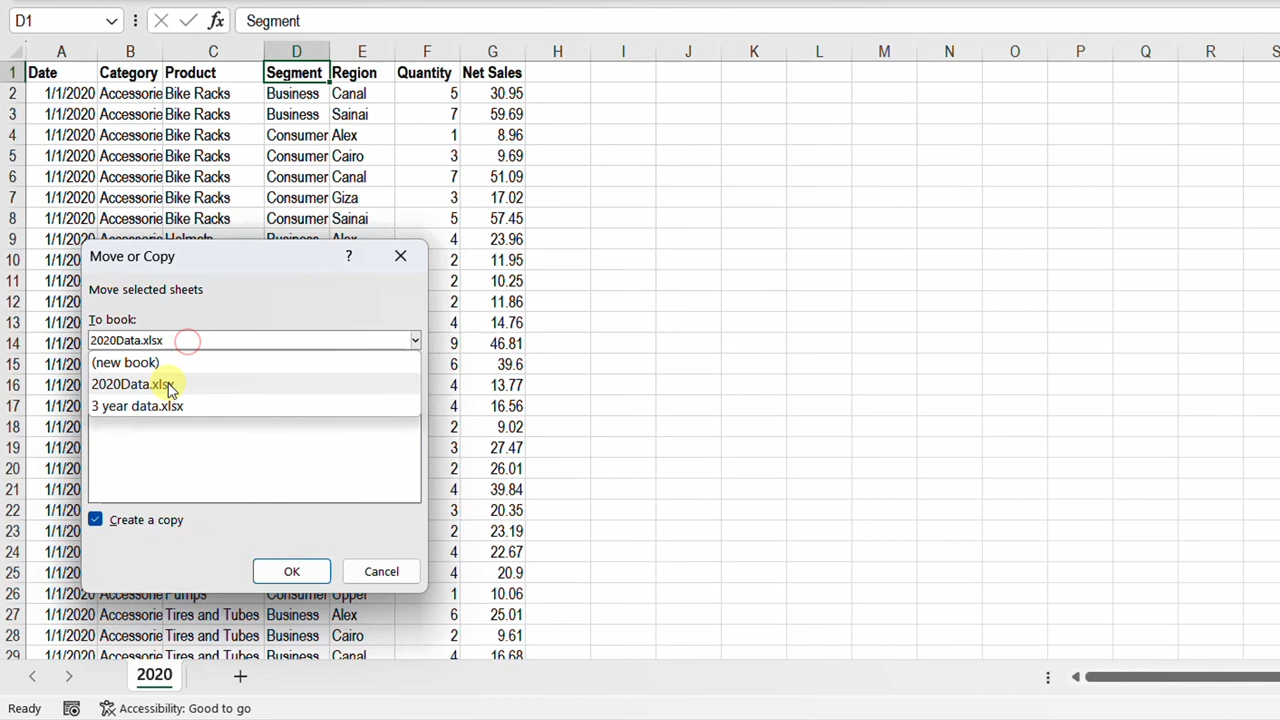 D1 Segment
A B C D E F G H I J K L M N O P Q R S
1 Date Category Product Segment Region Quantity Net Sales
2 1/1/2020 Accessorie Bike Racks Business Canal 5 30.95
3 1/1/2020 Accessorie Bike Racks Business Sainai 7 59.69
4 1/1/2020 Accessorie Bike Racks Consumer Alex 1 8.96
5 1/1/2020 Accessorie Bike Racks Consumer Cairo 3 9.69
6 1/1/2020 Accessorie Bike Racks Consumer Canal 7 51.09
7 1/1/2020 Accessorie Bike Racks Consumer Giza 3 17.02
8 1/1/2020 Accessorie Bike Racks Consumer Sainai 5 57.45
9 1/1/2020 Accessorie Helmets Business Alex 4 23.96
10 1/1/20 2 11.95
11 1/1/20 2 10.25
12 1/1/20 2 11.86
13 1/1/20 4 14.76
14 1/1/20 9 46.81
15 1/1/20 6 39.6
16 1/1/20 4 13.77
17 1/1/20 4 16.56
18 1/1/20 2 9.02
19 1/1/20 3 27.47
20 1/1/20 2 26.01
21 1/1/20 4 39.84
22 1/1/20 3 20.35
23 1/1/20 2 23.19
24 1/1/20 4 22.67
25 1/1/20 4 20.9
26 1/1/2020 Accessorie Pumps Consumer Upper 1 10.06
27 1/1/2020 Accessorie Tires and Tubes Business Alex 6 25.01
28 1/1/2020 Accessorie Tires and Tubes Business Cairo 2 9.61
29 1/1/2020 Accessorie Tires and Tubes Business Canal 4 16.68
Move or Copy ?
Move selected sheets
To book:
2020Data.xlsx
(new book)
2020Data.xlsx
3 year data.xlsx
Create a copy
OK Cancel
2020
Ready Accessibility: Good to go